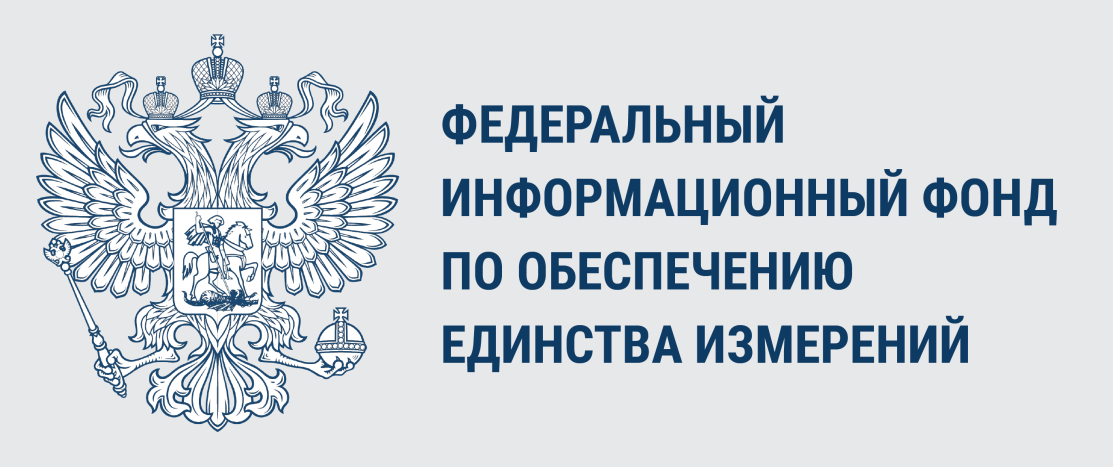 ФЕДЕРАЛЬНЫЙ
ИНФОРМАЦИОННЫЙ ФОНД
ПО ОБЕСПЕЧЕНИЮ
ЕДИНСТВА ИЗМЕРЕНИЙ